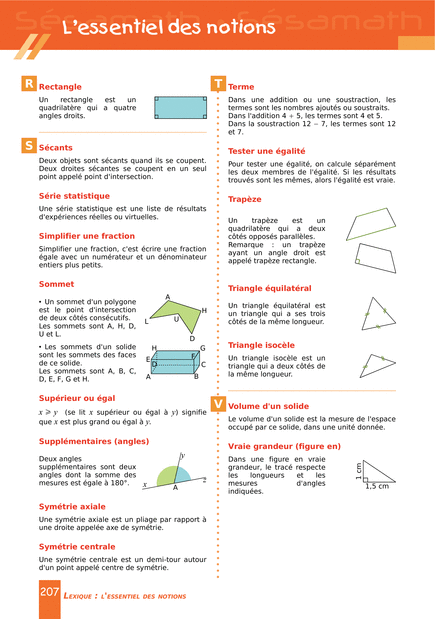 Sésamath Sésamath
L'essentiel des notions
R Rectangle
Un rectangle est un
quadrilatère qui a quatre
angles droits.
S Sécants
Deux objets sont sécants quand ils se coupent.
Deux droites sécantes se coupent en un seul
point appelé point d'intersection.
Série statistique
Une série statistique est une liste de résultats
d'expériences réelles ou virtuelles.
Simplifier une fraction
Simplifier une fraction, c'est écrire une fraction
égale avec un numérateur et un dénominateur
entiers plus petits.
Sommet
• Un sommet d'un polygone
est le point d'intersection
de deux côtés consécutifs.
Les sommets sont A, H, D,
U et L.
A
H
L
U
D
• Les sommets d'un solide
sont les sommets des faces
de ce solide.
Les sommets sont A, B, C,
D, E, F, G et H.
H
G
E
F
D
C
A
B
Supérieur ou égal
x ⩾ y (se lit x supérieur ou égal à y) signifie
que x est plus grand ou égal à y.
Supplémentaires (angles)
Deux angles
supplémentaires sont deux
angles dont la somme des
mesures est égale à 180°.
y
x
A
z
Symétrie axiale
Une symétrie axiale est un pliage par rapport à
une droite appelée axe de symétrie.
Symétrie centrale
Une symétrie centrale est un demi-tour autour
d'un point appelé centre de symétrie.
T Terme
Dans une addition ou une soustraction, les
termes sont les nombres ajoutés ou soustraits.
Dans l'addition 4 + 5, les termes sont 4 et 5.
Dans la soustraction 12 − 7, les termes sont 12
et 7.
Tester une égalité
Pour tester une égalité, on calcule séparément
les deux membres de l'égalité. Si les résultats
trouvés sont les mêmes, alors l'égalité est vraie.
Trapèze
Un trapèze est un
quadrilatère qui a deux
côtés opposés parallèles.
Remarque : un trapèze
ayant un angle droit est
appelé trapèze rectangle.
Triangle équilatéral
Un triangle équilatéral est
un triangle qui a ses trois
côtés de la même longueur.
Triangle isocèle
Un triangle isocèle est un
triangle qui a deux côtés de
la même longueur.
V Volume d'un solide
Le volume d'un solide est la mesure de l'espace
occupé par ce solide, dans une unité donnée.
Vraie grandeur (figure en)
Dans une figure en vraie
grandeur, le tracé respecte
les longueurs et les
mesures d'angles
indiquées.
1 cm
1,5 cm
207 Lexique : l'essentiel des notions